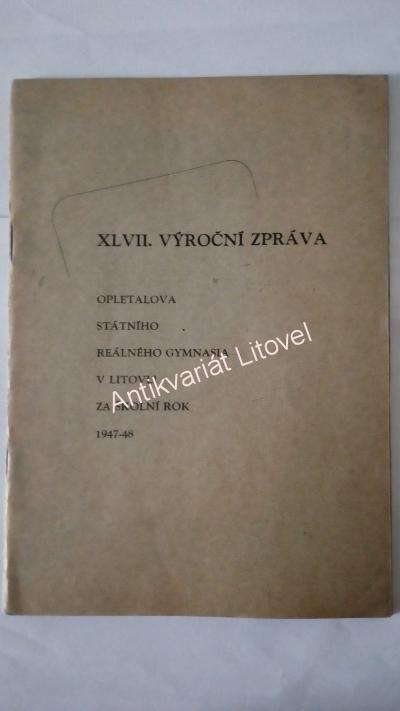 XLVII. VÝROČNÍ ZPRÁVA
OPLETALOVA
STÁTNÍHO
REÁLNÉHO GYMNASIA
V LITOVLI
ZA ŠKOLNÍ ROK
1947-48
Antikvariát Litovel